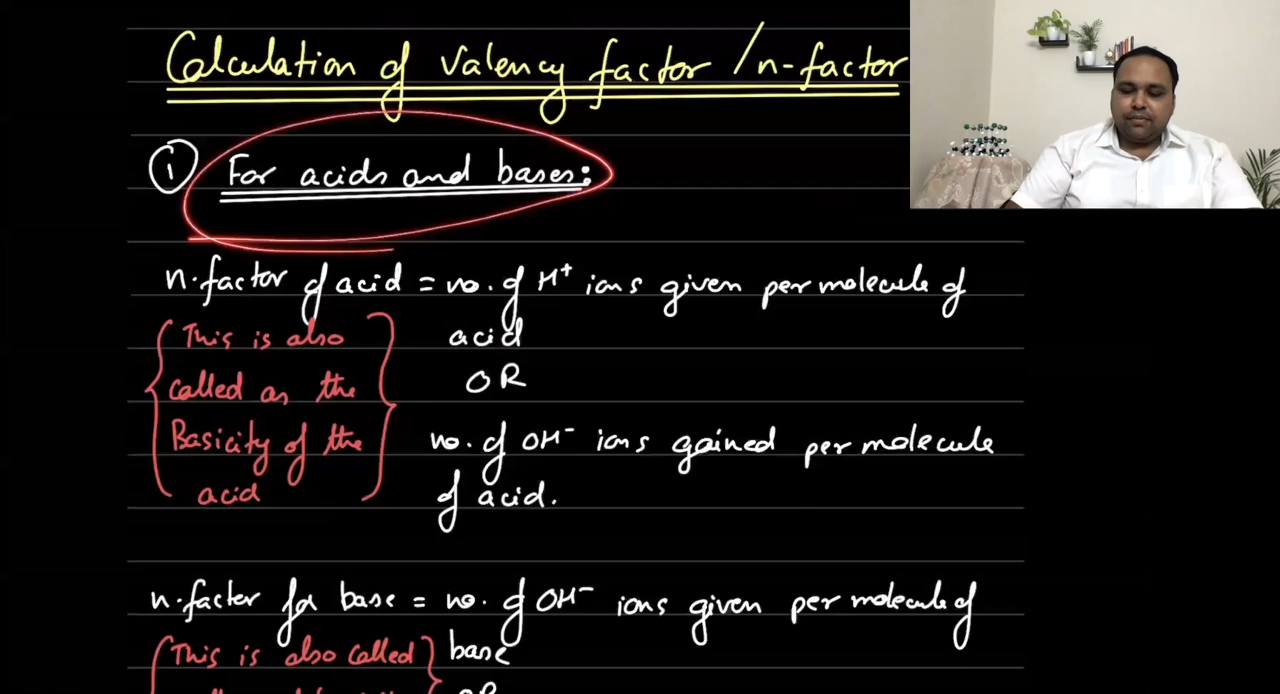 Calculation of Valency factor / n-factor
① For acids and bases:
n-factor of acid = no. of H⁺ ions given per molecule of
acid
OR
no. of OH⁻ ions gained per molecule
of acid.
{This is also
called as the
Basicity of the
acid}
n-factor for base = no. of OH⁻ ions given per molecule of
base
OR
{This is also called